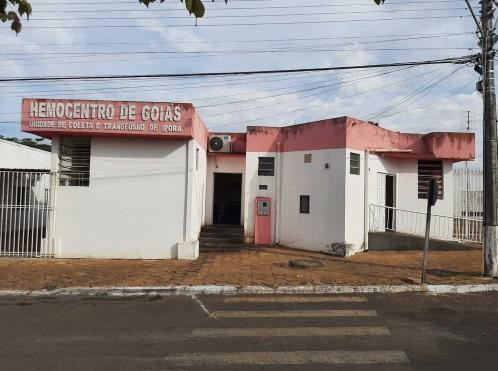 HEMOCENTRO DE GOIÁS
UNIDADE DE COLETA E TRANSFUSÃO DE IPORÁ